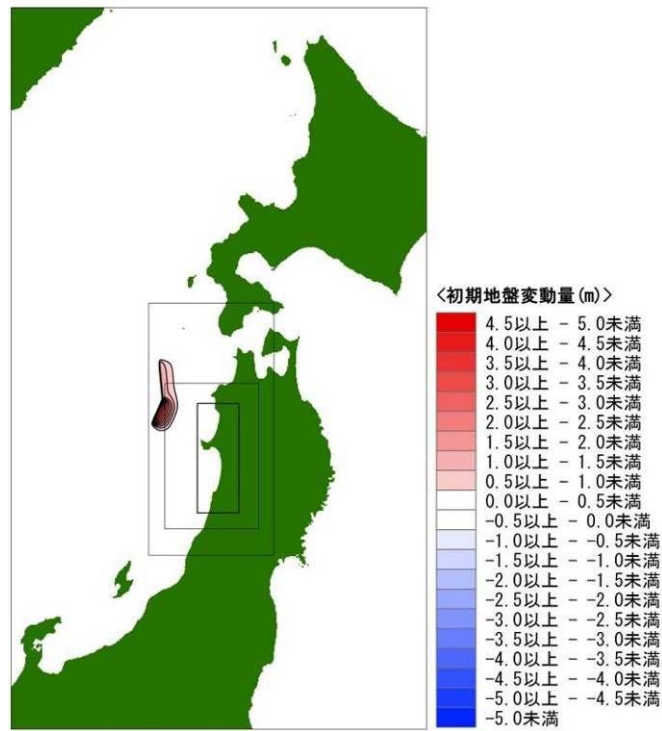 <初期地盤変動量(m)>
4.5以上 - 5.0未満
4.0以上 - 4.5未満
3.5以上 - 4.0未満
3.0以上 - 3.5未満
2.5以上 - 3.0未満
2.0以上 - 2.5未満
1.5以上 - 2.0未満
1.0以上 - 1.5未満
0.5以上 - 1.0未満
0.0以上 - 0.5未満
-0.5以上 - 0.0未満
-1.0以上 - -0.5未満
-1.5以上 - -1.0未満
-2.0以上 - -1.5未満
-2.5以上 - -2.0未満
-3.0以上 - -2.5未満
-3.5以上 - -3.0未満
-4.0以上 - -3.5未満
-4.5以上 - -4.0未満
-5.0以上 - -4.5未満
-5.0未満